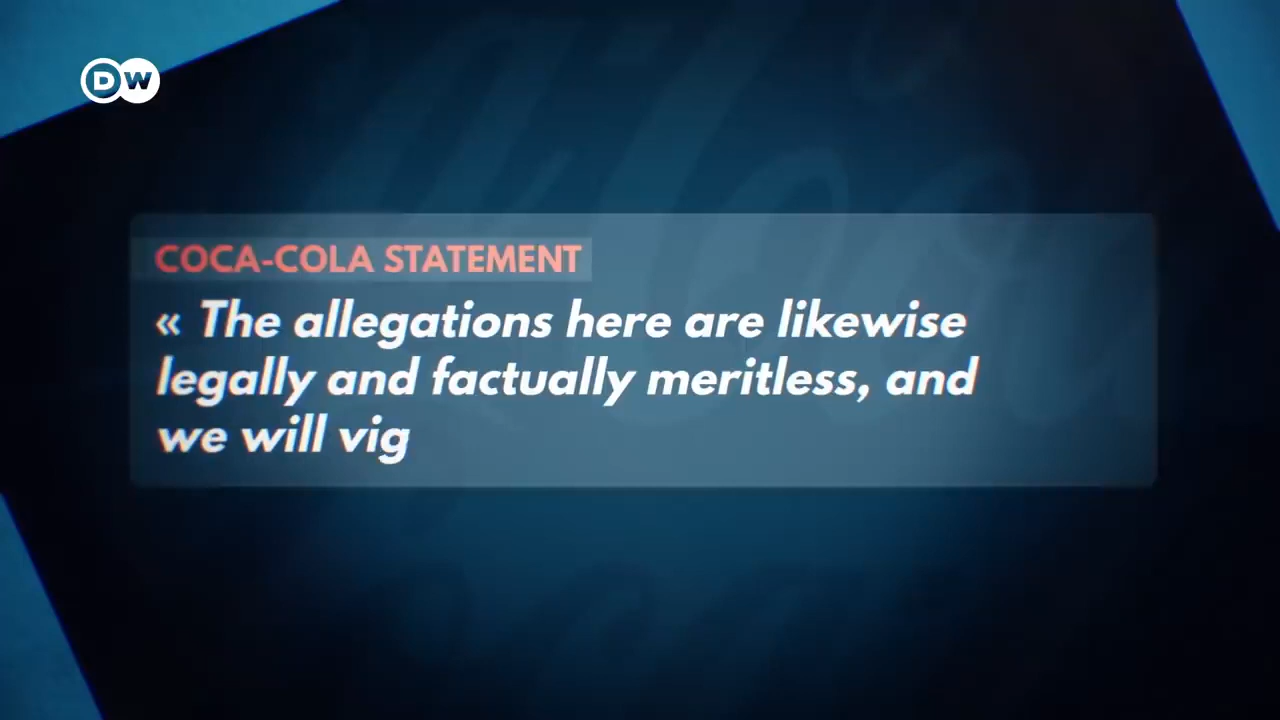 DW
COCA-COLA STATEMENT
« The allegations here are likewise
legally and factually meritless, and
we will vig